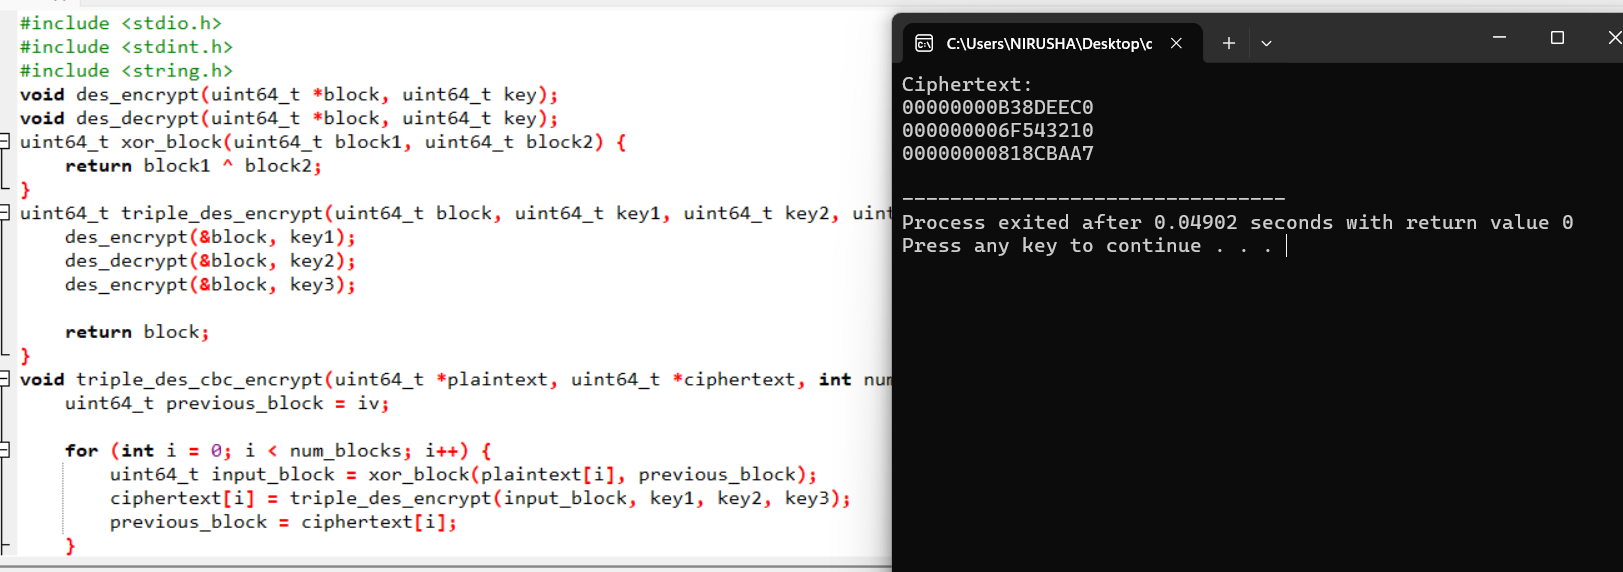 #include <stdio.h>
#include <stdint.h>
#include <string.h>
void des_encrypt(uint64_t *block, uint64_t key);
void des_decrypt(uint64_t *block, uint64_t key);
uint64_t xor_block(uint64_t block1, uint64_t block2) {
    return block1 ^ block2;
}
uint64_t triple_des_encrypt(uint64_t block, uint64_t key1, uint64_t key2, uint
    des_encrypt(&block, key1);
    des_decrypt(&block, key2);
    des_encrypt(&block, key3);
    return block;
}
void triple_des_cbc_encrypt(uint64_t *plaintext, uint64_t *ciphertext, int num
    uint64_t previous_block = iv;
    for (int i = 0; i < num_blocks; i++) {
        uint64_t input_block = xor_block(plaintext[i], previous_block);
        ciphertext[i] = triple_des_encrypt(input_block, key1, key2, key3);
        previous_block = ciphertext[i];
    }
C:\Users\NIRUSHA\Desktop\c
Ciphertext:
00000000B38DEEC0
000000006F543210
00000000818CBAA7
--------------------------------
Process exited after 0.04902 seconds with return value 0
Press any key to continue . . .